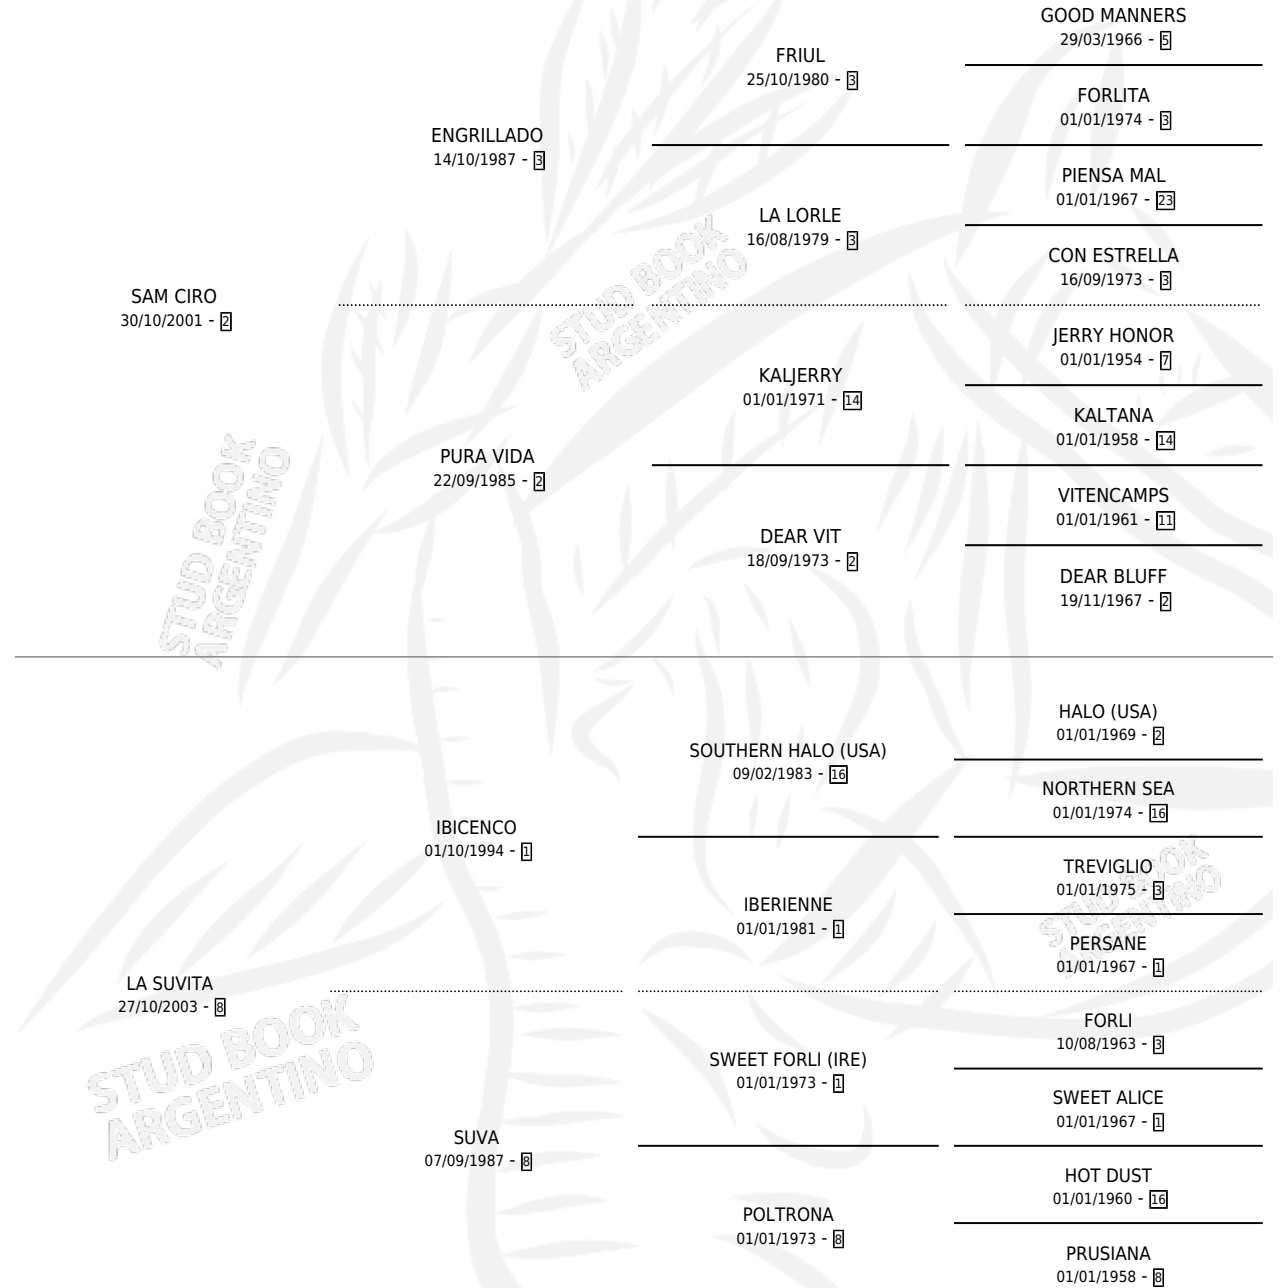 GOOD MANNERS
29/03/1966 - 5
FRIUL
25/10/1980 - 3
FORLITA
01/01/1974 - 3
ENGRILLADO
14/10/1987 - 3
PIENSA MAL
01/01/1967 - 23
LA LORLE
16/08/1979 - 3
CON ESTRELLA
16/09/1973 - 3
SAM CIRO
30/10/2001 - 2
JERRY HONOR
01/01/1954 - 7
KALJERRY
01/01/1971 - 14
KALTANA
01/01/1958 - 14
PURA VIDA
22/09/1985 - 2
VITENCAMPS
01/01/1961 - 11
DEAR VIT
18/09/1973 - 2
DEAR BLUFF
19/11/1967 - 2
HALO (USA)
01/01/1969 - 2
SOUTHERN HALO (USA)
09/02/1983 - 16
NORTHERN SEA
01/01/1974 - 16
IBICENCO
01/10/1994 - 1
TREVIGLIO
01/01/1975 - 3
IBERIENNE
01/01/1981 - 1
PERSANE
01/01/1967 - 1
LA SUVITA
27/10/2003 - 8
FORLI
10/08/1963 - 3
SWEET FORLI (IRE)
01/01/1973 - 1
SWEET ALICE
01/01/1967 - 1
SUVA
07/09/1987 - 8
HOT DUST
01/01/1960 - 16
POLTRONA
01/01/1973 - 8
PRUSIANA
01/01/1958 - 8
STUD BOOK
ARGENTINO
STUD BOOK
ARGENTINO
STUD BOOK
ARGENTINO
STUD BOOK
ARGENTINO